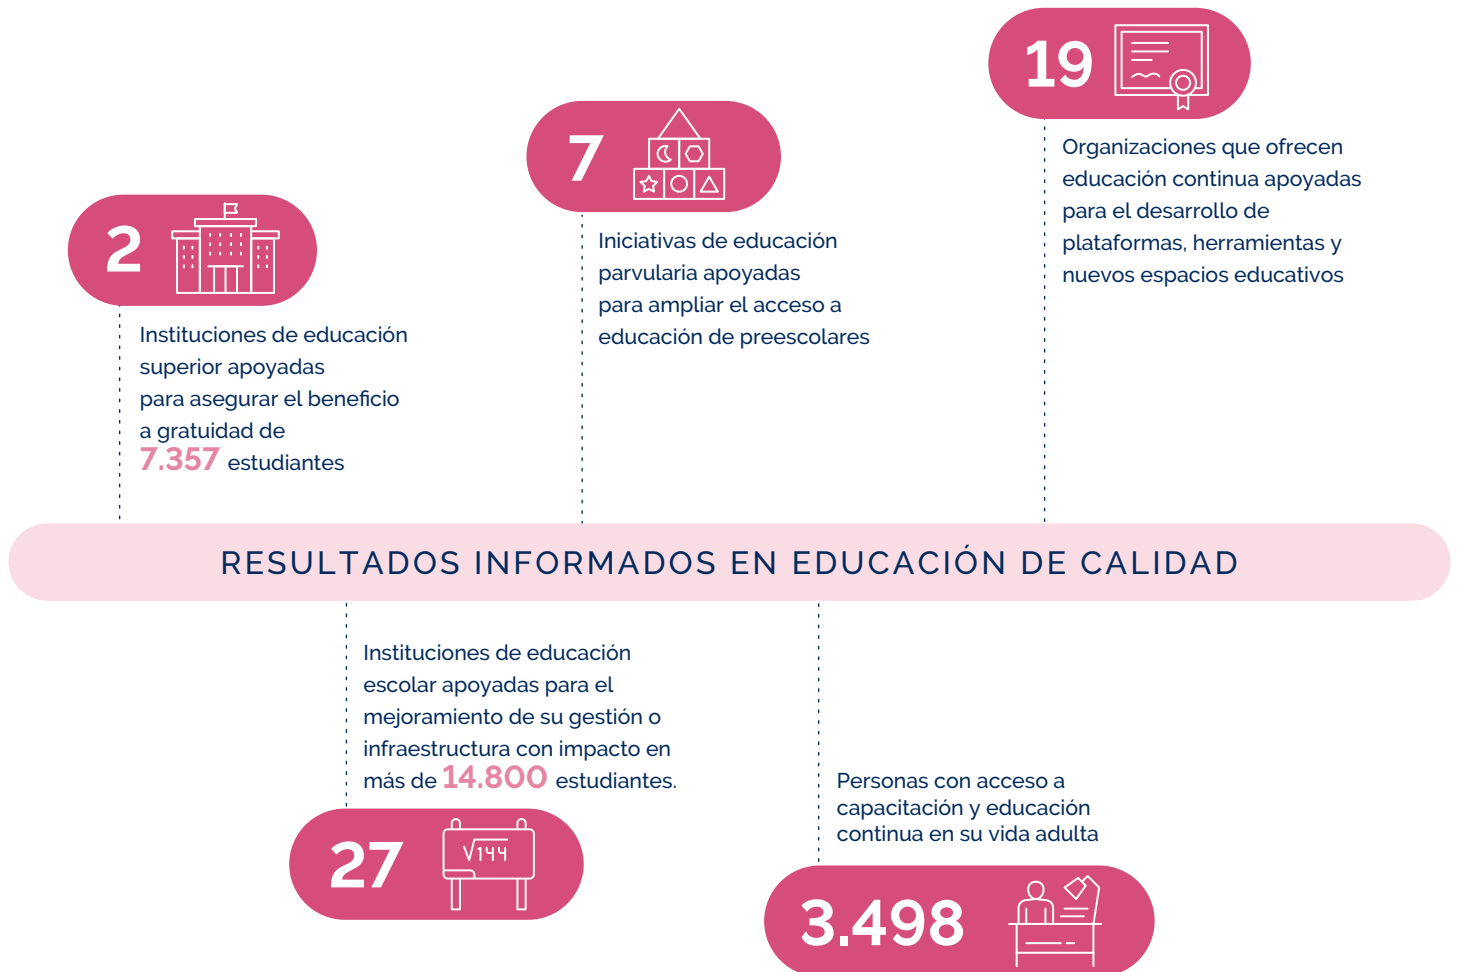 2
Instituciones de educación
superior apoyadas
para asegurar el beneficio
a gratuidad de
7.357 estudiantes
7
Iniciativas de educación
parvularia apoyadas
para ampliar el acceso a
educación de preescolares
19
Organizaciones que ofrecen
educación continua apoyadas
para el desarrollo de
plataformas, herramientas y
nuevos espacios educativos
RESULTADOS INFORMADOS EN EDUCACIÓN DE CALIDAD
Instituciones de educación
escolar apoyadas para el
mejoramiento de su gestión o
infraestructura con impacto en
más de 14.800 estudiantes.
27
√144
Personas con acceso a
capacitación y educación
continua en su vida adulta
3.498